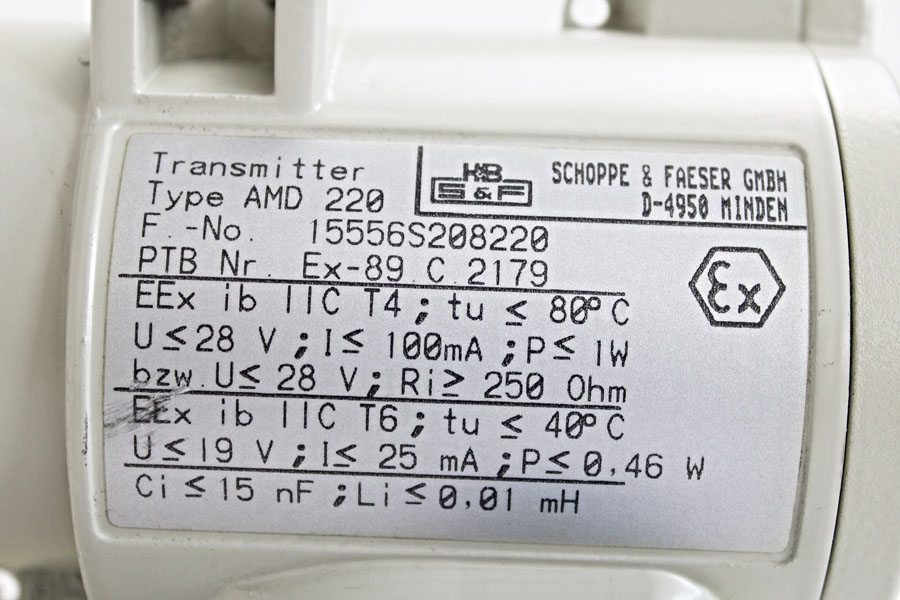 Transmitter
Type AMD 220
H&B
S&F
SCHOPPE & FAESER GMBH
D-4950 MINDEN
F.-No. 15556S208220
PTB Nr. Ex-89.C.2179
Ex
EEx ib IIC T4; tu ≤ 80°C
U≤28 V; I≤ 100mA; P≤ 1W
bzw. U≤ 28 V; Ri≥ 250 Ohm
EEx ib IIC T6; tu ≤ 40°C
U≤19 V; I≤ 25 mA; P≤0,46 W
Ci≤15 nF; Li≤0,01 mH